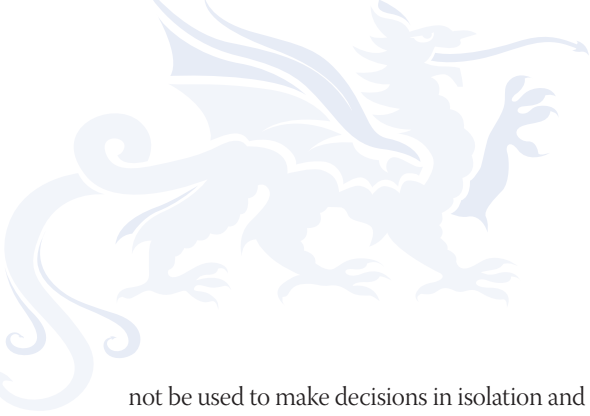 not be used to make decisions in isolation and